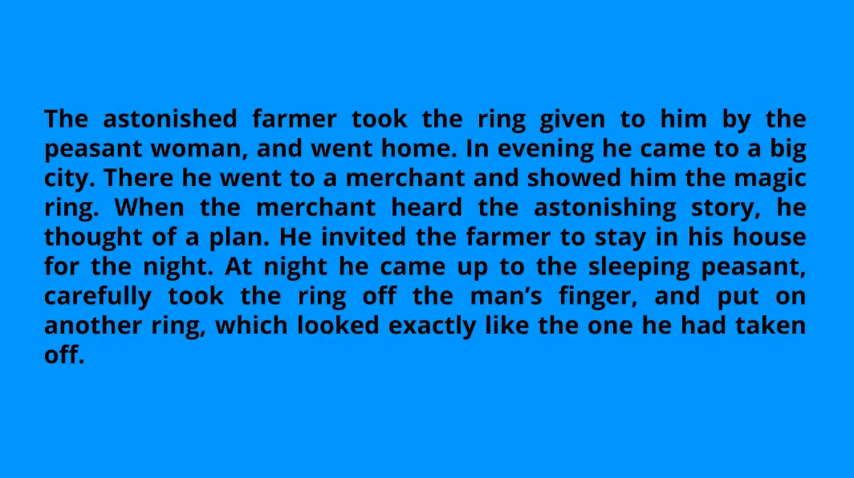 The astonished farmer took the ring given to him by the
peasant woman, and went home. In evening he came to a big
city. There he went to a merchant and showed him the magic
ring. When the merchant heard the astonishing story, he
thought of a plan. He invited the farmer to stay in his house
for the night. At night he came up to the sleeping peasant,
carefully took the ring off the man’s finger, and put on
another ring, which looked exactly like the one he had taken
off.